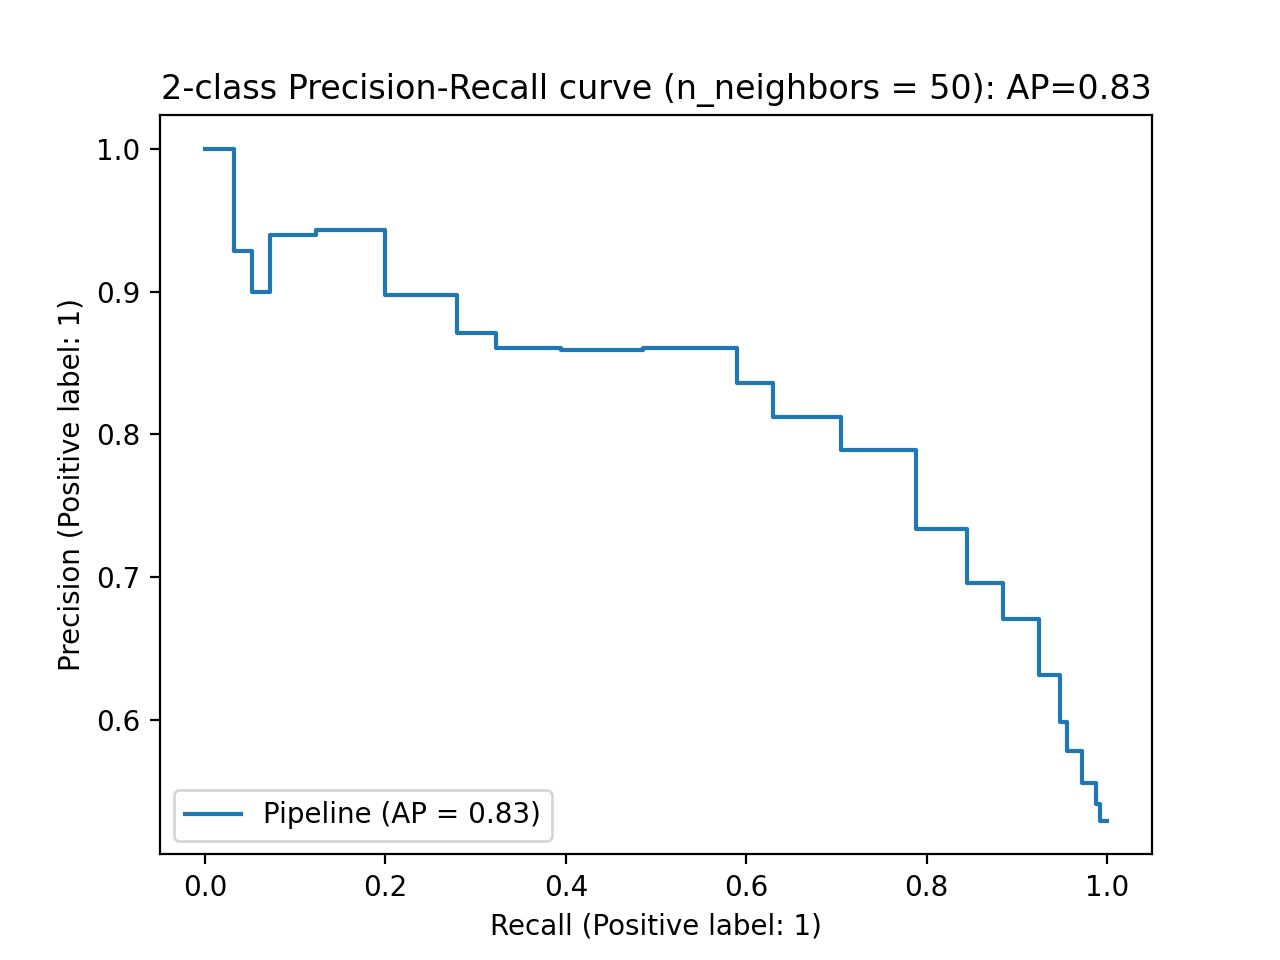 2-class Precision-Recall curve (n_neighbors = 50): AP=0.83
1.0
0.9
0.8
0.7
0.6
Precision (Positive label: 1)
Pipeline (AP = 0.83)
0.0 0.2 0.4 0.6 0.8 1.0
Recall (Positive label: 1)